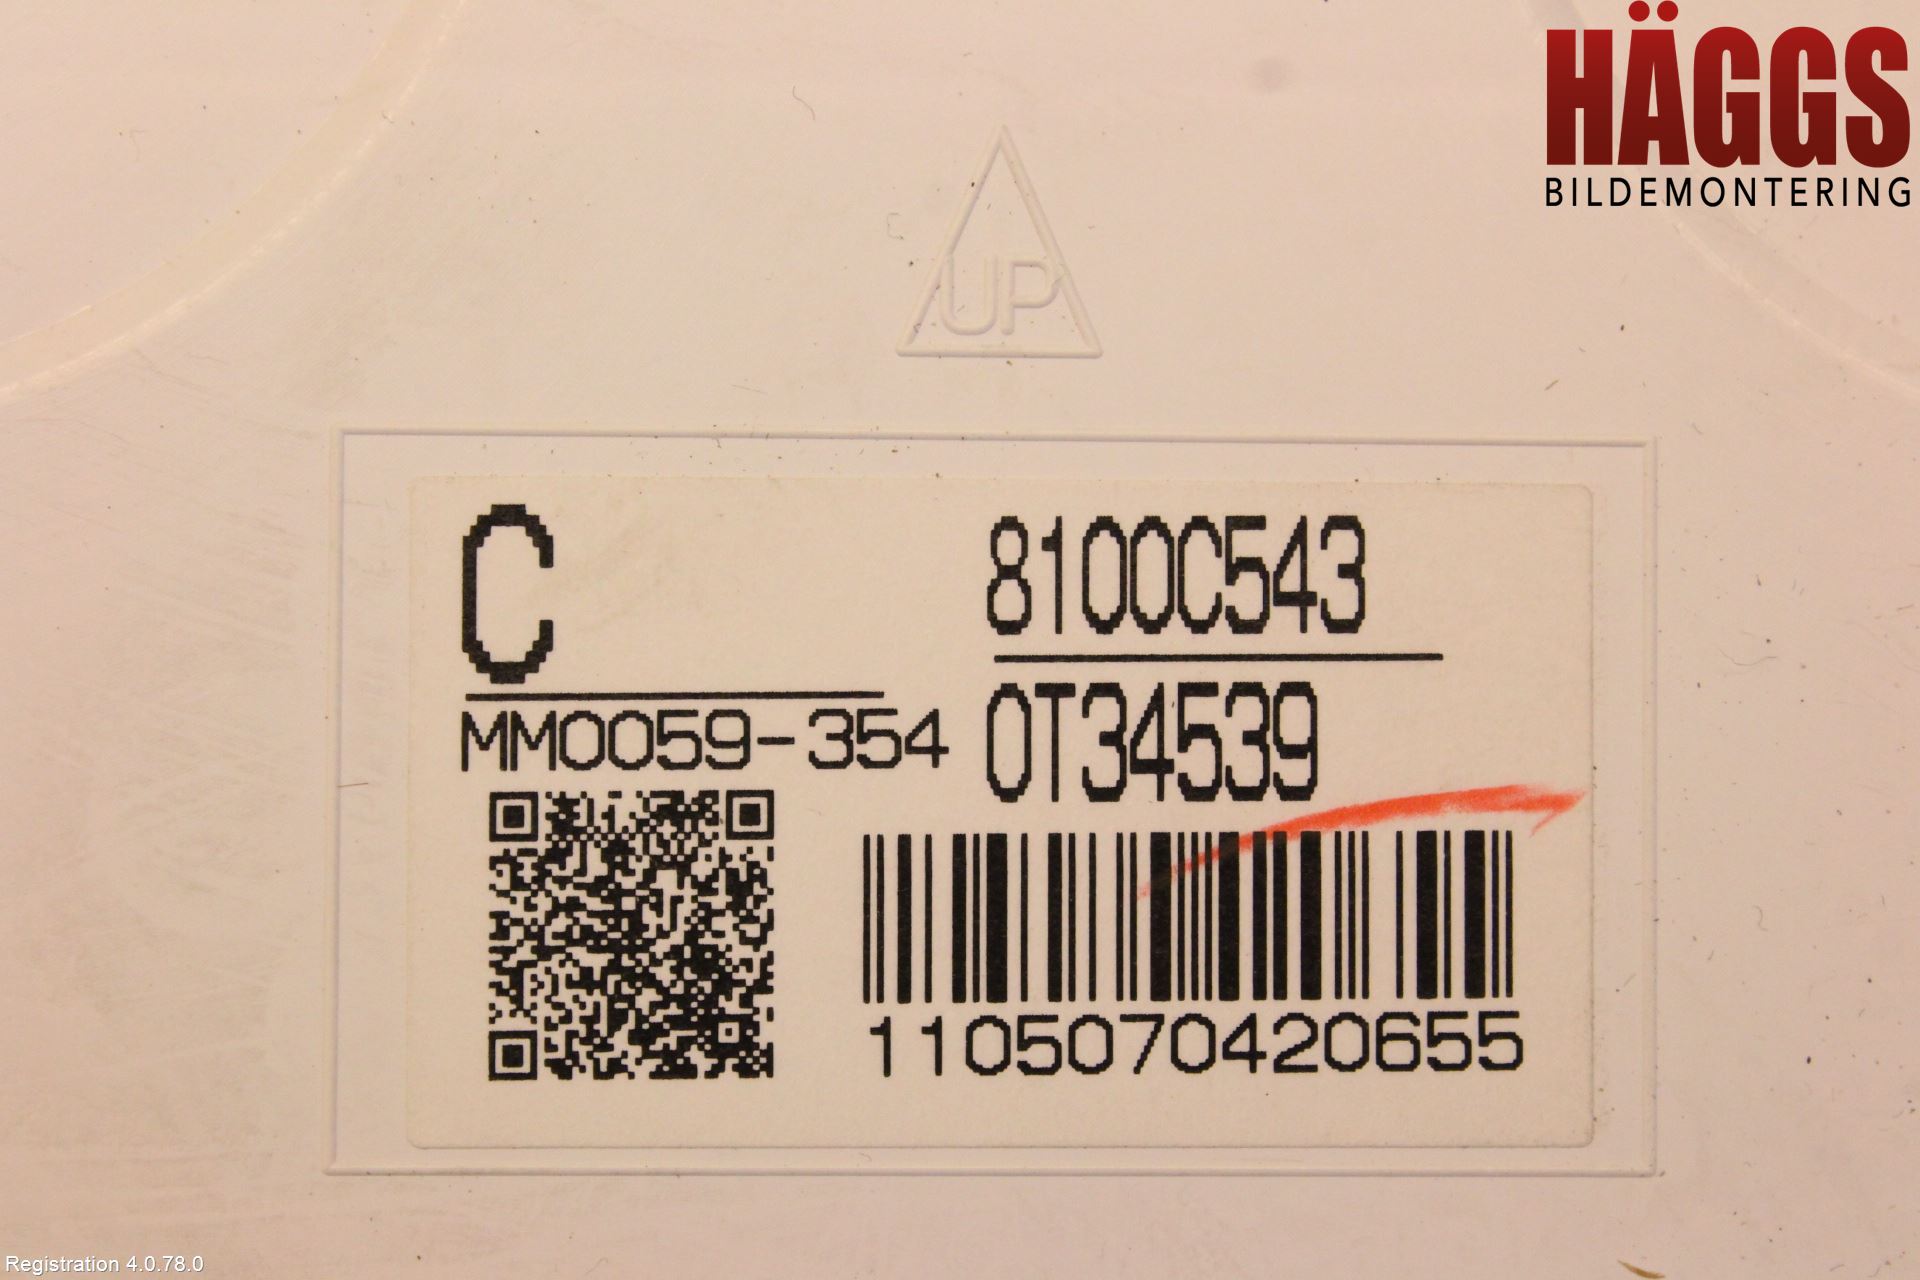 HÄGGS
BILDEMONTERING
UP
C
8100C543
MM0059-354
0T34539
1105070420655
Registration 4.0.78.0